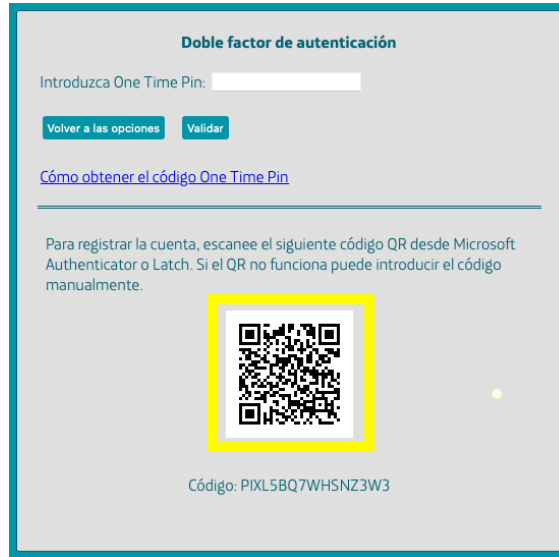 Doble factor de autenticación
Introduzca One Time Pin:
Volver a las opciones Validar
Cómo obtener el código One Time Pin
Para registrar la cuenta, escanee el siguiente código QR desde Microsoft
Authenticator o Latch. Si el QR no funciona puede introducir el código
manualmente.
Código: PIXL5BQ7WHSNZ3W3